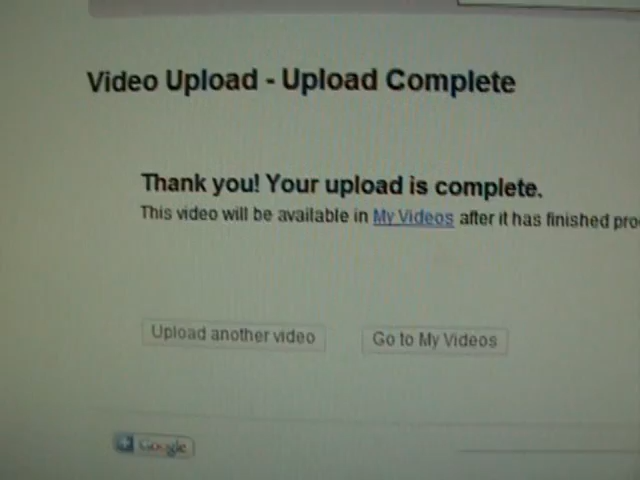 Video Upload - Upload Complete
Thank you! Your upload is complete.
This video will be available in My Videos after it has finished pro
Upload another video Go to My Videos
Google